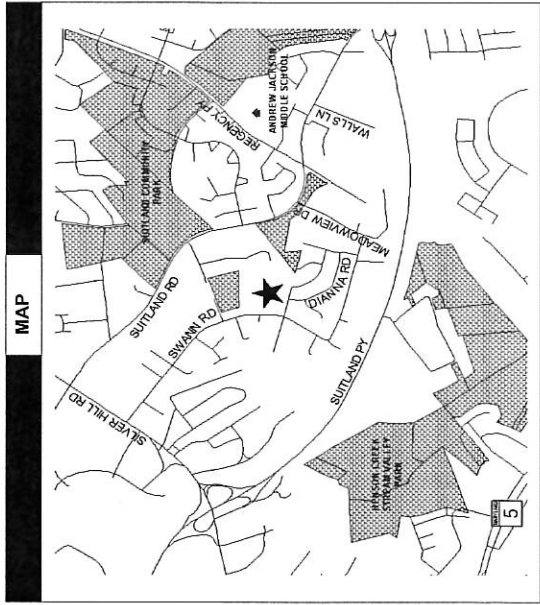 MAP
SILVER HILL RD
SUITLAND RD
SWANN RD
SUITLAND COMMUNITY
PARK
REGENCY PY
ANDREW JACKSON
MIDDLE SCHOOL
WALLS LN
MEADOWVIEW DR
DIANNA RD
SUITLAND PY
HENSON CREEK
STREAM VALLEY
PARK
5